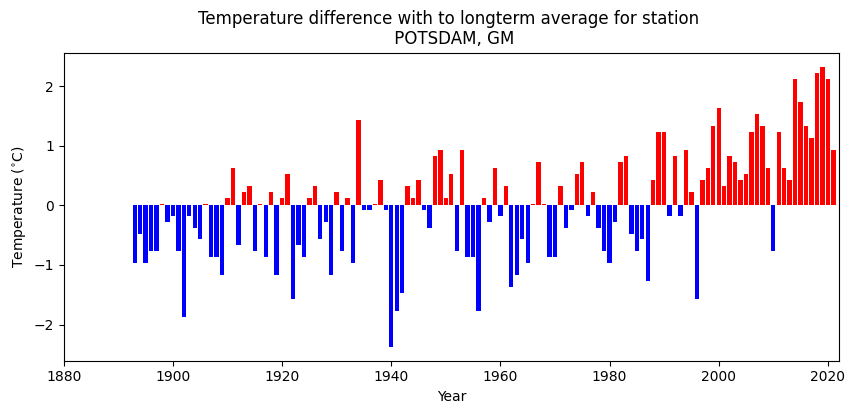 Temperature difference with to longterm average for station
POTSDAM, GM
Temperature (°C)
2
1
0
−1
−2
1880 1900 1920 1940 1960 1980 2000 2020
Year